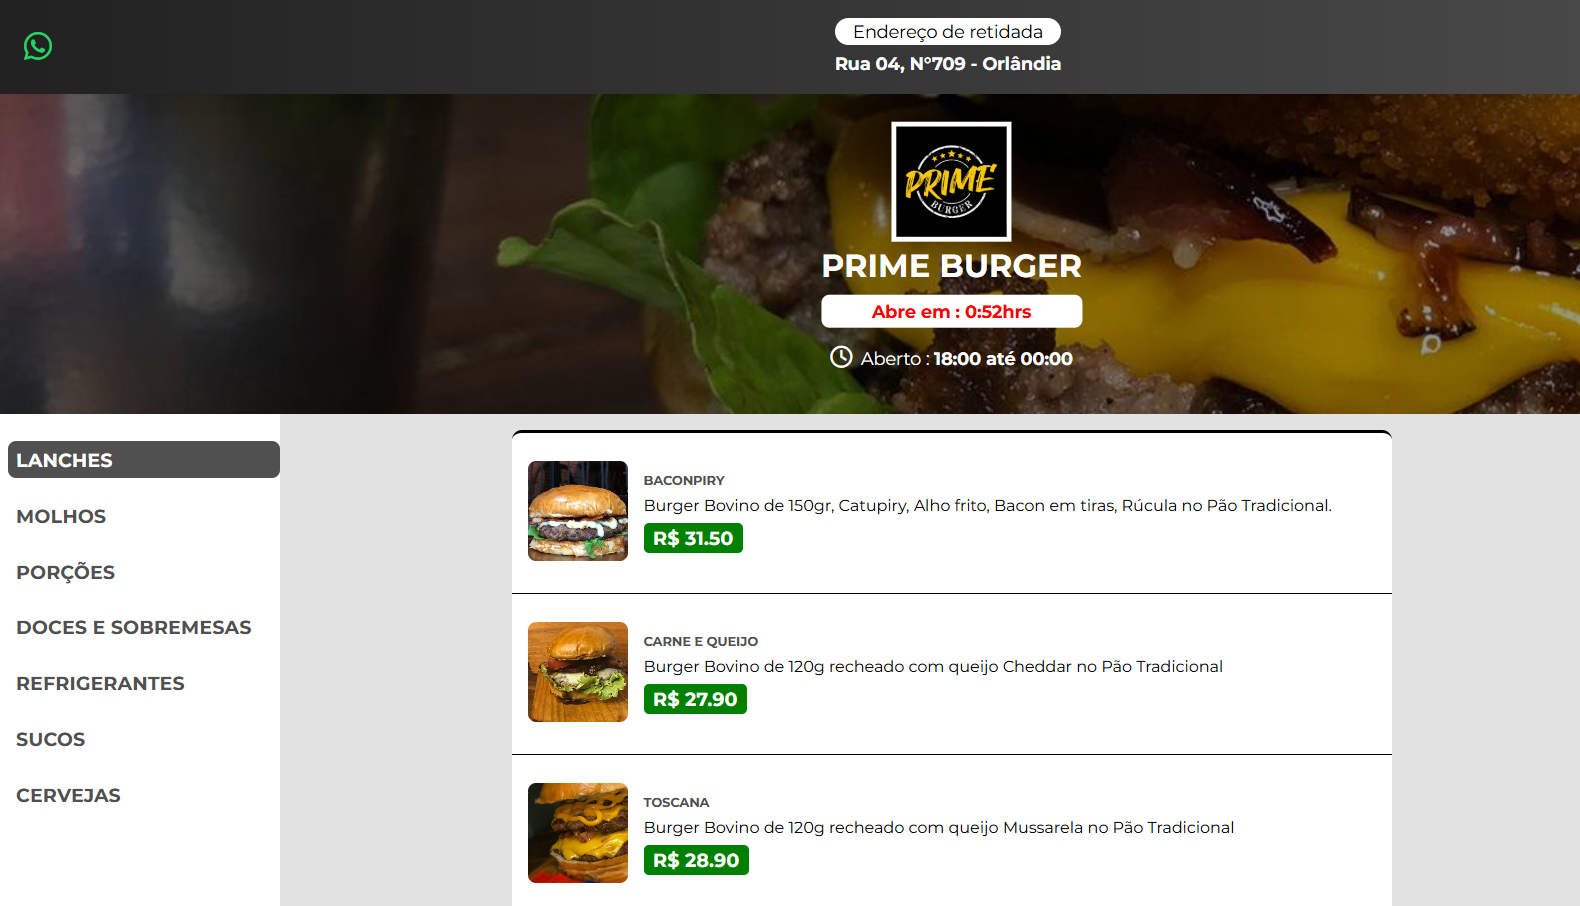 Endereço de retidada
Rua 04, N°709 - Orlândia
PRIME
BURGER
PRIME BURGER
Abre em : 0:52hrs
Aberto : 18:00 até 00:00
LANCHES
MOLHOS
PORÇÕES
DOCES E SOBREMESAS
REFRIGERANTES
SUCOS
CERVEJAS
BACONPIRY
Burger Bovino de 150gr, Catupiry, Alho frito, Bacon em tiras, Rúcula no Pão Tradicional.
R$ 31.50
CARNE E QUEIJO
Burger Bovino de 120g recheado com queijo Cheddar no Pão Tradicional
R$ 27.90
TOSCANA
Burger Bovino de 120g recheado com queijo Mussarela no Pão Tradicional
R$ 28.90